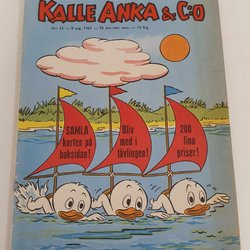 KALLE ANKA & C:O
SAMLA
korten på
baksidan!
Bliv
med i
tävlingen!
200
fina
priser!